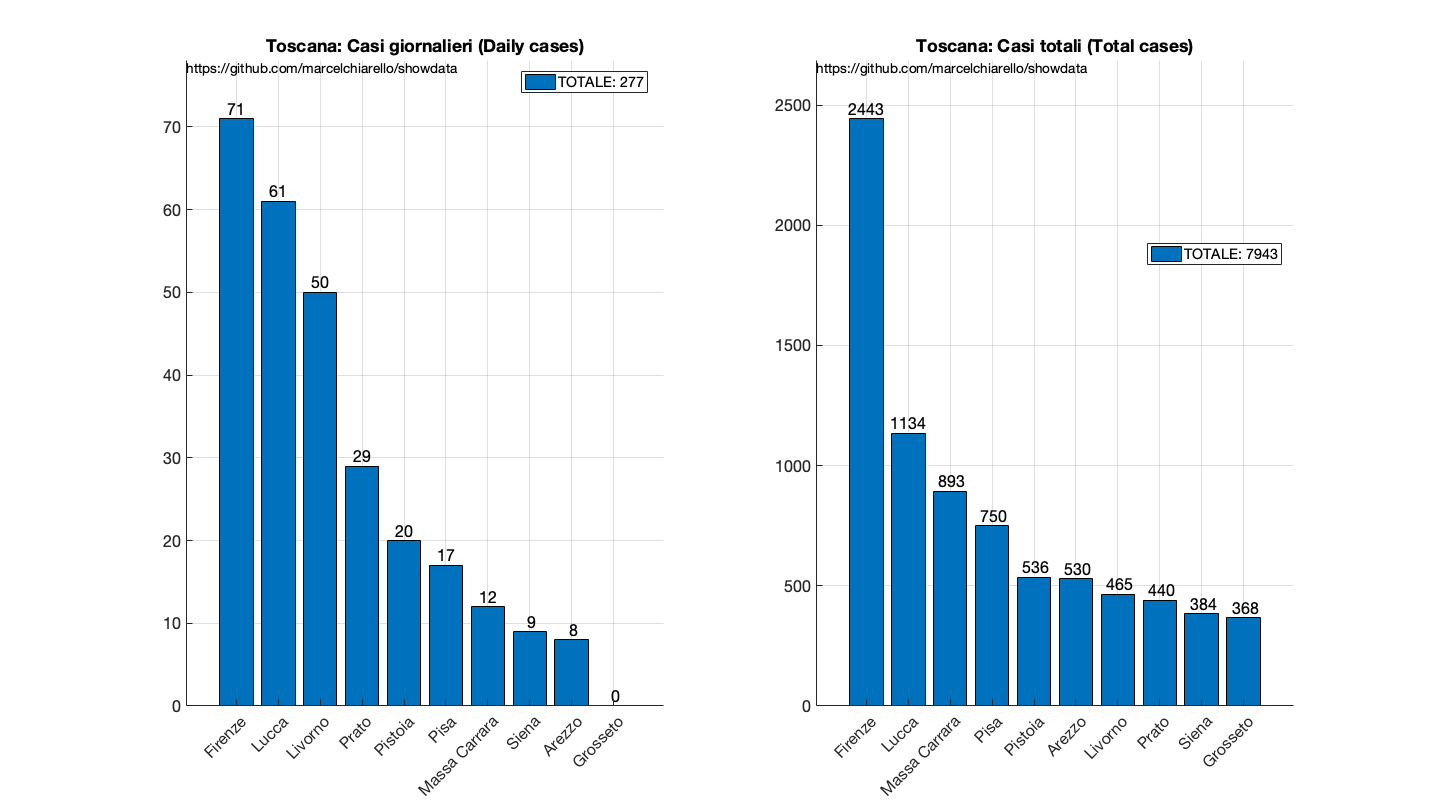 Toscana: Casi giornalieri (Daily cases)
https://github.com/marcelchiarello/showdata
TOTALE: 277
70
60
50
40
30
20
10
0
71
61
50
29
20
17
12
9
8
0
Firenze
Lucca
Livorno
Prato
Pistoia
Pisa
Massa Carrara
Siena
Arezzo
Grosseto
Toscana: Casi totali (Total cases)
https://github.com/marcelchiarello/showdata
TOTALE: 7943
2500
2000
1500
1000
500
0
2443
1134
893
750
536
530
465
440
384
368
Firenze
Lucca
Massa Carrara
Pisa
Pistoia
Arezzo
Livorno
Prato
Siena
Grosseto